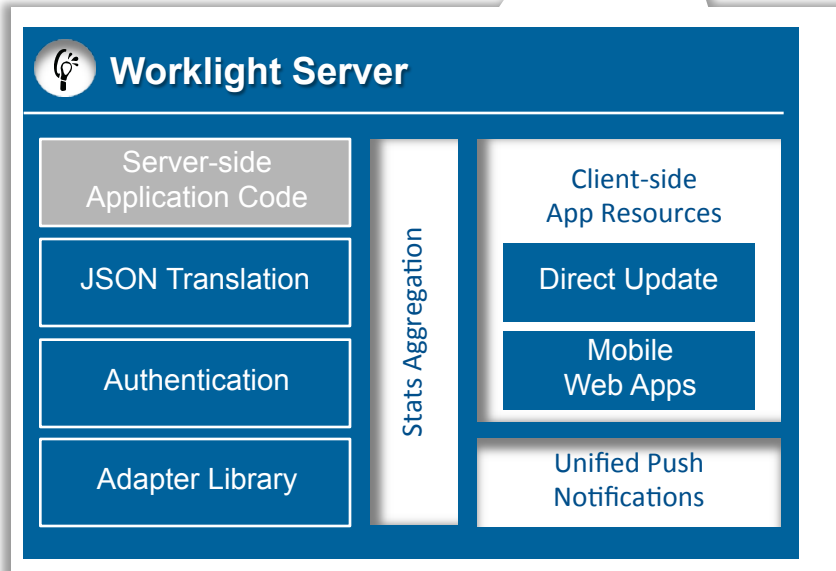 Worklight Server
Server-side
Application Code
JSON Translation
Authentication
Adapter Library
Stats Aggregation
Client-side
App Resources
Direct Update
Mobile
Web Apps
Unified Push
Notifications